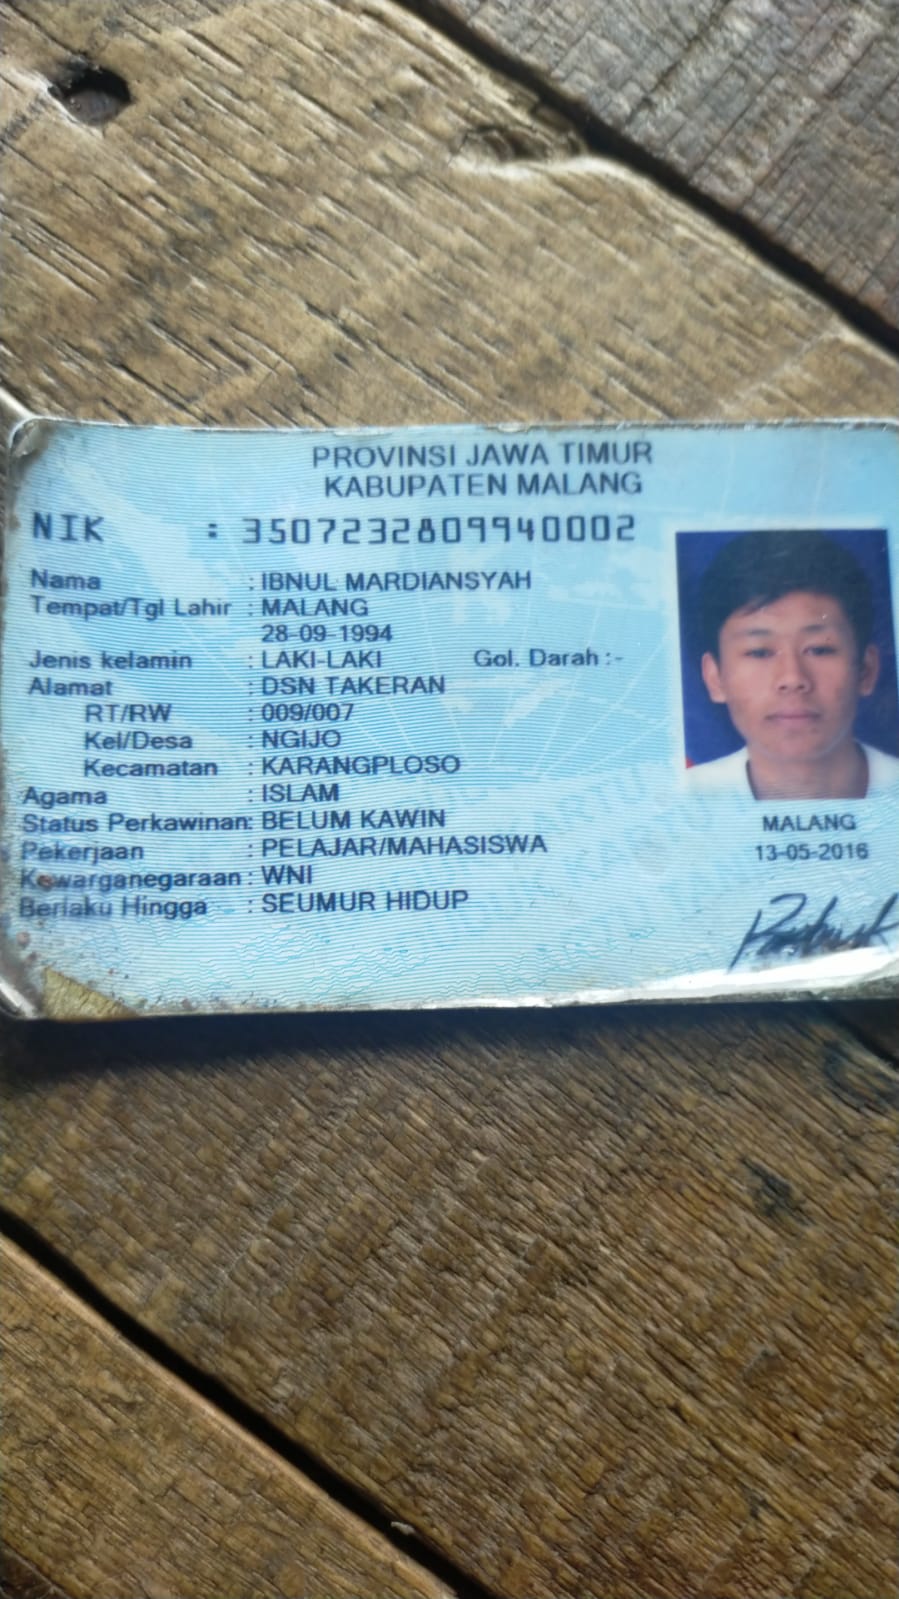 PROVINSI JAWA TIMUR
KABUPATEN MALANG
NIK : 3507232809940002
Nama : IBNUL MARDIANSYAH
Tempat/Tgl Lahir : MALANG
28-09-1994
Jenis kelamin : LAKI-LAKI Gol. Darah :-
Alamat : DSN TAKERAN
RT/RW : 009/007
Kel/Desa : NGIJO
Kecamatan : KARANGPLOSO
Agama : ISLAM
Status Perkawinan: BELUM KAWIN
Pekerjaan : PELAJAR/MAHASISWA
Kewarganegaraan : WNI
Berlaku Hingga : SEUMUR HIDUP
MALANG
13-05-2016